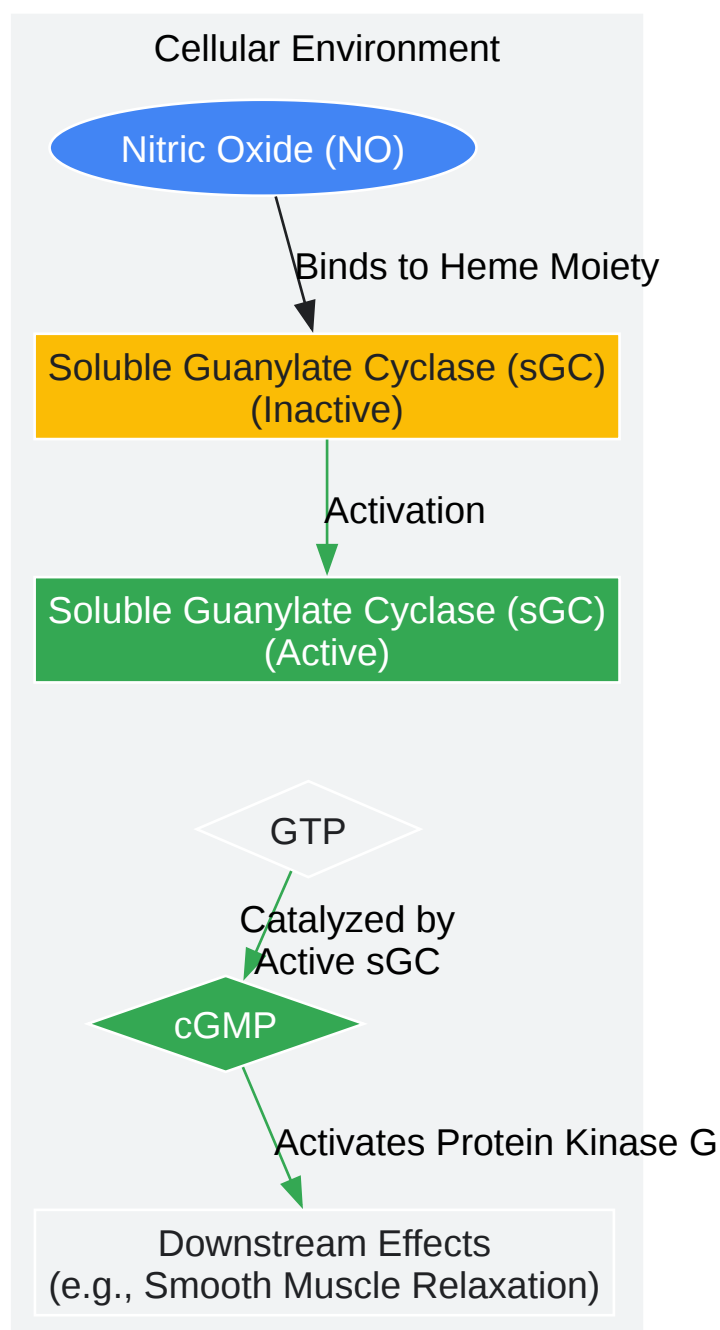 Cellular Environment
Nitric Oxide (NO)
Binds to Heme Moiety
Soluble Guanylate Cyclase (sGC)
(Inactive)
Activation
Soluble Guanylate Cyclase (sGC)
(Active)
GTP
Catalyzed by
Active sGC
cGMP
Activates Protein Kinase G
Downstream Effects
(e.g., Smooth Muscle Relaxation)